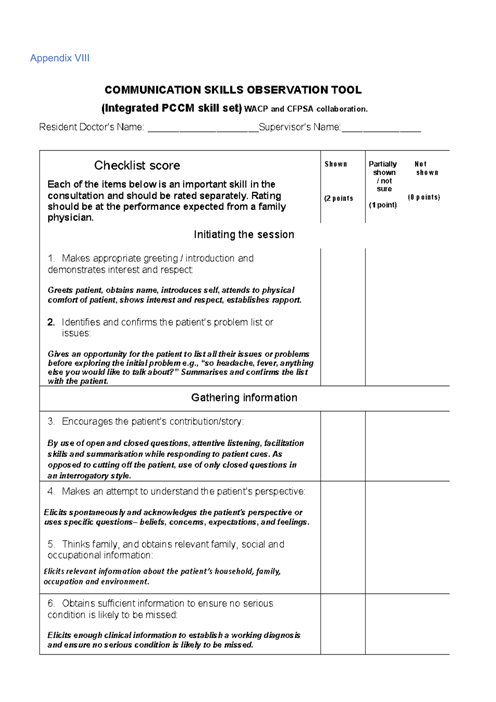 Appendix VIII
COMMUNICATION SKILLS OBSERVATION TOOL
(Integrated PCCM skill set) WACP and CFPSA collaboration.
Resident Doctor's Name: _____________________Supervisor's Name:_______________
Checklist score
Each of the items below is an important skill in the
consultation and should be rated separately. Rating
should be at the performance expected from a family
physician.
Shown
(2 points
Partially
shown
/ not
sure
(1 point)
Not
shown
(0 points)
Initiating the session
1. Makes appropriate greeting / introduction and
demonstrates interest and respect:
Greets patient, obtains name, introduces self, attends to physical
comfort of patient, shows interest and respect, establishes rapport.
2. Identifies and confirms the patient's problem list or
issues:
Gives an opportunity for the patient to list all their issues or problems
before exploring the initial problem e.g., “so headache, fever, anything
else you would like to talk about?” Summarises and confirms the list
with the patient.
Gathering information
3. Encourages the patient's contribution/story:
By use of open and closed questions, attentive listening, facilitation
skills and summarisation while responding to patient cues. As
opposed to cutting off the patient, use of only closed questions in
an interrogatory style.
4. Makes an attempt to understand the patient's perspective:
Elicits spontaneously and acknowledges the patient's perspective or
uses specific questions– beliefs, concerns, expectations, and feelings.
5. Thinks family, and obtains relevant family, social and
occupational information:
Elicits relevant information about the patient's household, family,
occupation and environment.
6. Obtains sufficient information to ensure no serious
condition is likely to be missed:
Elicits enough clinical information to establish a working diagnosis
and ensure no serious condition is likely to be missed.